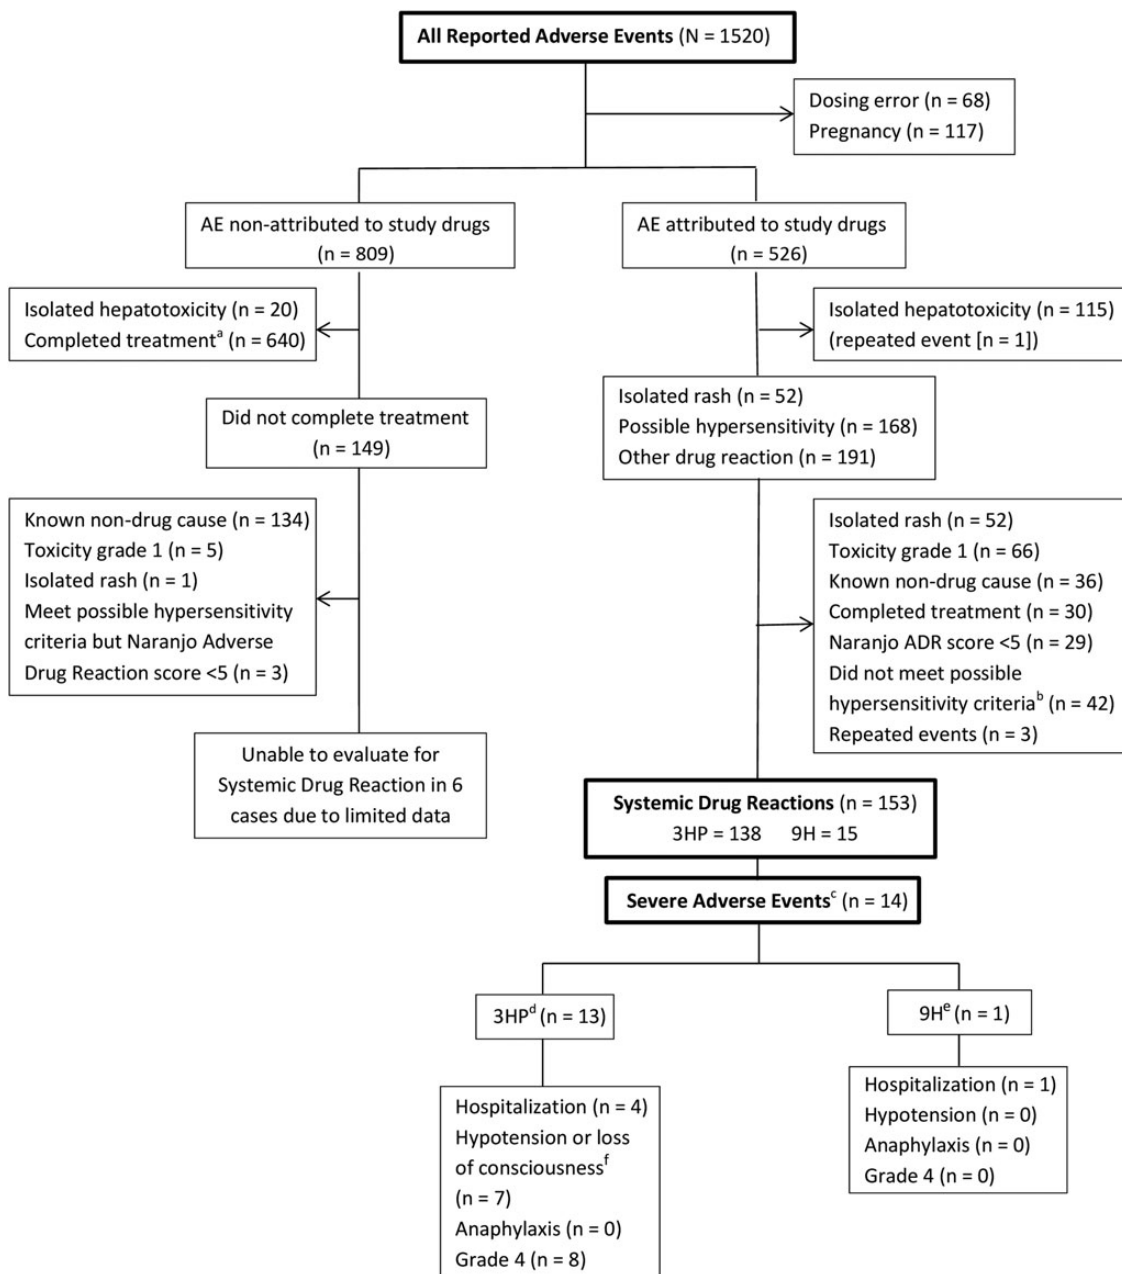 All Reported Adverse Events (N = 1520)
Dosing error (n = 68)
Pregnancy (n = 117)
AE non-attributed to study drugs
(n = 809)
AE attributed to study drugs
(n = 526)
Isolated hepatotoxicity (n = 20)
Completed treatmentᵃ (n = 640)
Isolated hepatotoxicity (n = 115)
(repeated event [n = 1])
Did not complete treatment
(n = 149)
Isolated rash (n = 52)
Possible hypersensitivity (n = 168)
Other drug reaction (n = 191)
Known non-drug cause (n = 134)
Toxicity grade 1 (n = 5)
Isolated rash (n = 1)
Meet possible hypersensitivity
criteria but Naranjo Adverse
Drug Reaction score <5 (n = 3)
Isolated rash (n = 52)
Toxicity grade 1 (n = 66)
Known non-drug cause (n = 36)
Completed treatment (n = 30)
Naranjo ADR score <5 (n = 29)
Did not meet possible
hypersensitivity criteriaᵇ (n = 42)
Repeated events (n = 3)
Unable to evaluate for
Systemic Drug Reaction in 6
cases due to limited data
Systemic Drug Reactions (n = 153)
3HP = 138 9H = 15
Severe Adverse Eventsᶜ (n = 14)
3HPᵈ (n = 13)
9Hᵉ (n = 1)
Hospitalization (n = 4)
Hypotension or loss
of consciousnessᶠ
(n = 7)
Anaphylaxis (n = 0)
Grade 4 (n = 8)
Hospitalization (n = 1)
Hypotension (n = 0)
Anaphylaxis (n = 0)
Grade 4 (n = 0)